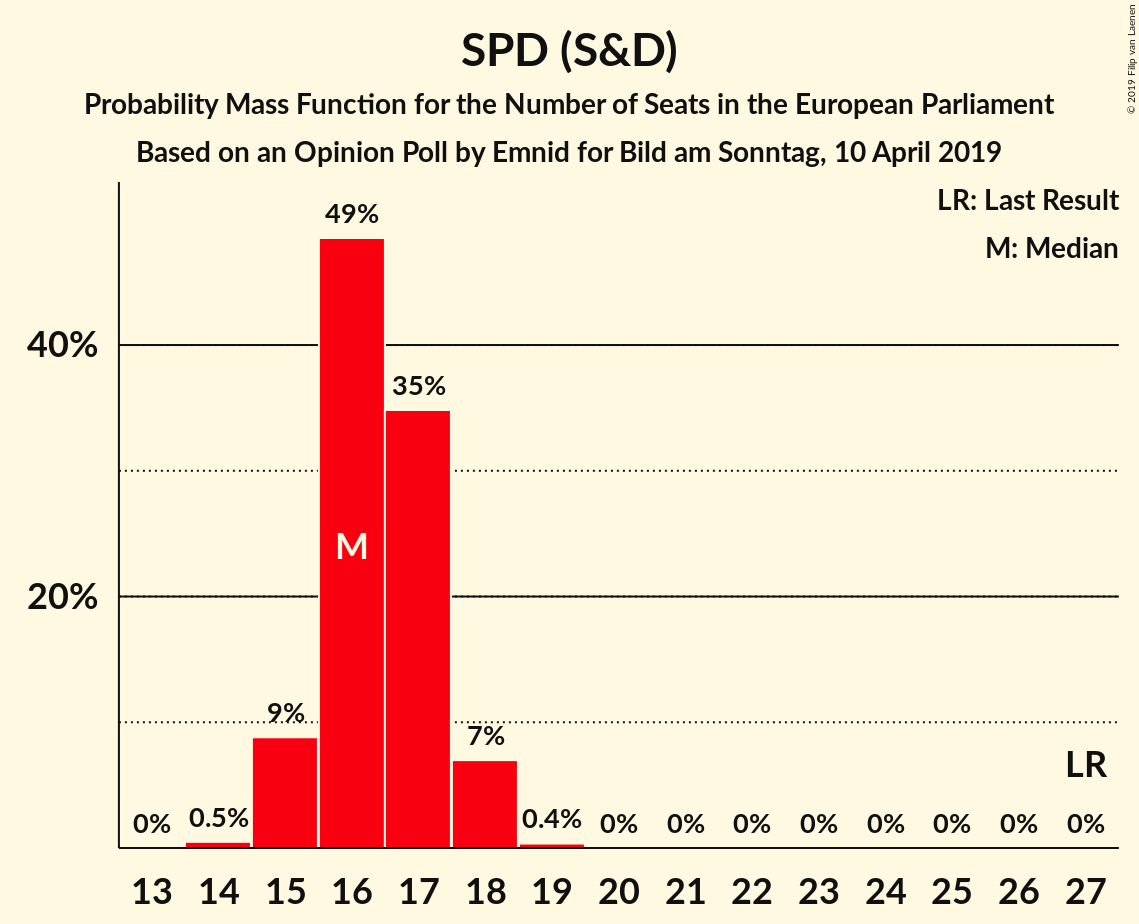 SPD (S&D)
Probability Mass Function for the Number of Seats in the European Parliament
Based on an Opinion Poll by Emnid for Bild am Sonntag, 10 April 2019
© 2019 Filip van Laenen
LR: Last Result
M: Median
49%
40%
35%
M
20%
9%
7%
LR
0% 0.5% 0.4% 0% 0% 0% 0% 0% 0% 0% 0%
13 14 15 16 17 18 19 20 21 22 23 24 25 26 27